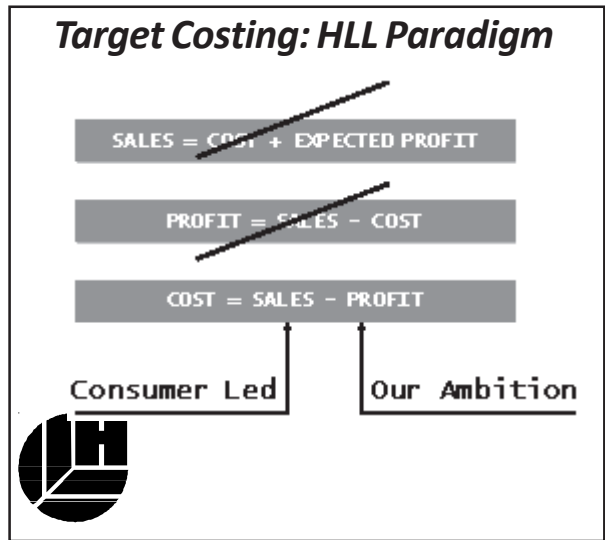 Target Costing: HLL Paradigm
SALES = COST + EXPECTED PROFIT
PROFIT = SALES - COST
COST = SALES - PROFIT
Consumer Led Our Ambition